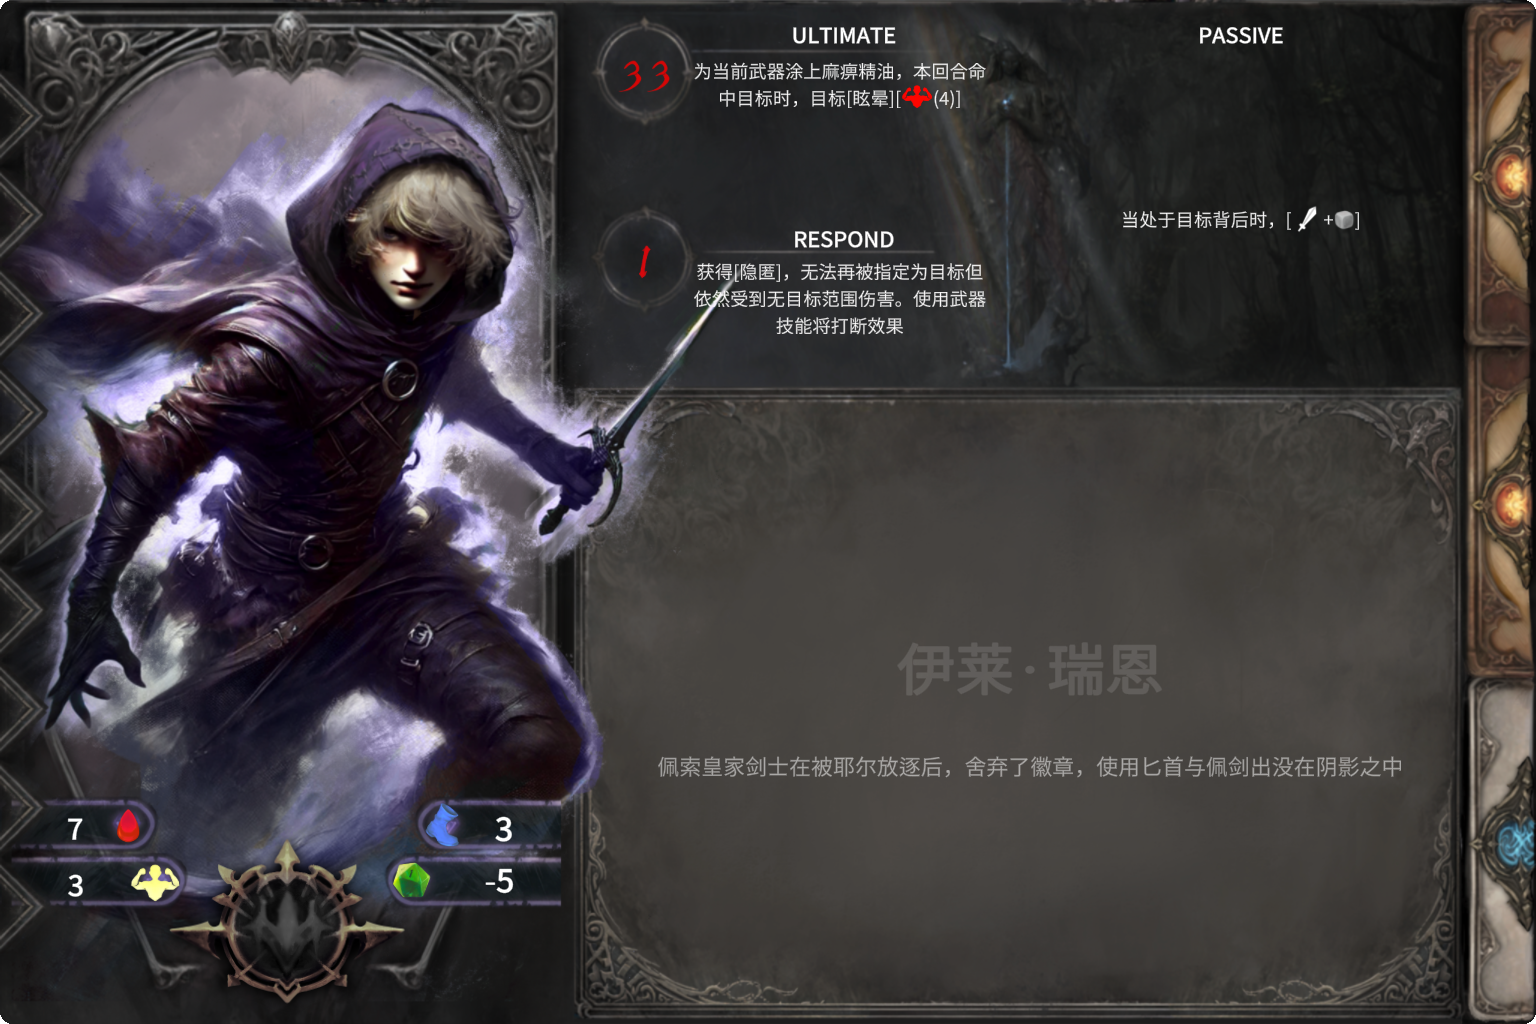 ULTIMATE
33
为当前武器涂上麻痹精油，本回合命
中目标时，目标[眩晕][(4)]
RESPOND
1
获得[隐匿]，无法再被指定为目标但
依然受到无目标范围伤害。使用武器
技能将打断效果
PASSIVE
当处于目标背后时，[+]
伊莱·瑞恩
佩索皇家剑士在被耶尔放逐后，舍弃了徽章，使用匕首与佩剑出没在阴影之中
7
3
3
-5